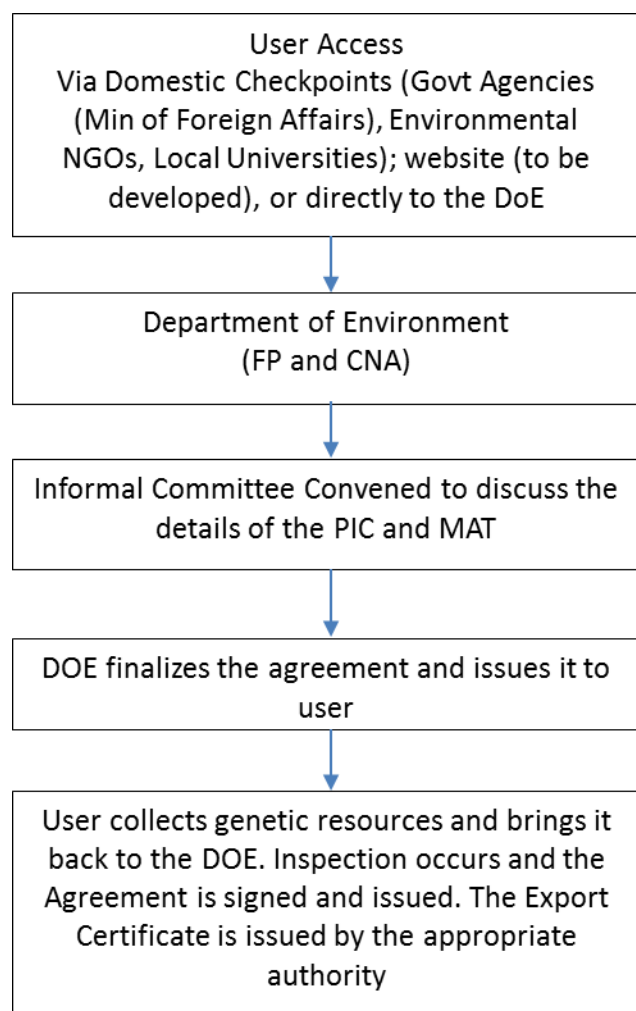 User Access
Via Domestic Checkpoints (Govt Agencies
(Min of Foreign Affairs), Environmental
NGOs, Local Universities); website (to be
developed), or directly to the DoE
Department of Environment
(FP and CNA)
Informal Committee Convened to discuss the
details of the PIC and MAT
DOE finalizes the agreement and issues it to
user
User collects genetic resources and brings it
back to the DOE. Inspection occurs and the
Agreement is signed and issued. The Export
Certificate is issued by the appropriate
authority